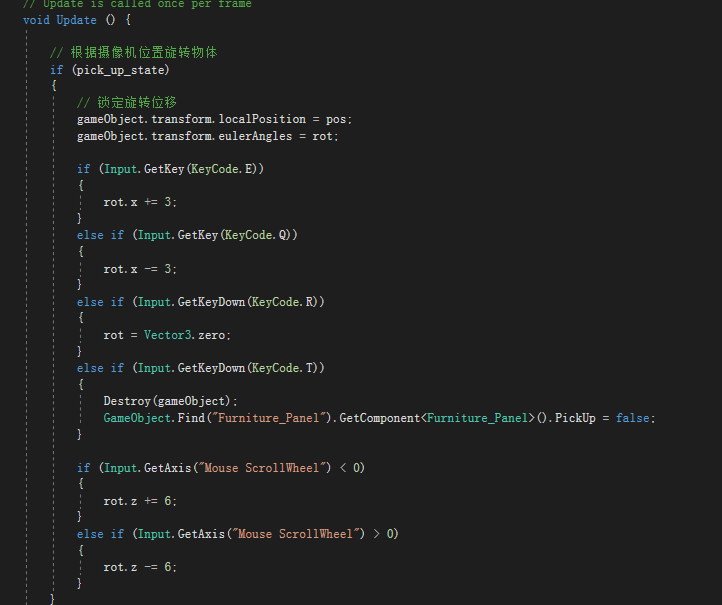 // Update is called once per frame
void Update () {
// 根据摄像机位置旋转物体
if (pick_up_state)
{
// 锁定旋转位移
gameObject.transform.localPosition = pos;
gameObject.transform.eulerAngles = rot;
if (Input.GetKey(KeyCode.E))
{
rot.x += 3;
}
else if (Input.GetKey(KeyCode.Q))
{
rot.x -= 3;
}
else if (Input.GetKeyDown(KeyCode.R))
{
rot = Vector3.zero;
}
else if (Input.GetKeyDown(KeyCode.T))
{
Destroy(gameObject);
GameObject.Find("Furniture_Panel").GetComponent<Furniture_Panel>().PickUp = false;
}
if (Input.GetAxis("Mouse ScrollWheel") < 0)
{
rot.z += 6;
}
else if (Input.GetAxis("Mouse ScrollWheel") > 0)
{
rot.z -= 6;
}
}